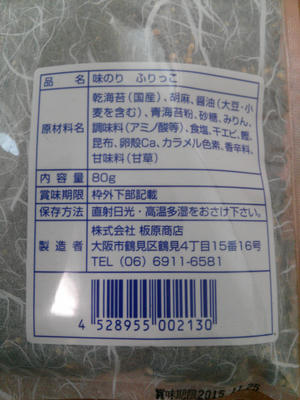 品名 味のり ふりっこ
原材料名 乾海苔(国産)、胡麻、醤油(大豆・小
麦を含む)、青海苔粉、砂糖、みりん、
調味料(アミノ酸等)、食塩、干エビ、鰹、
昆布、卵殻Ca、カラメル色素、香辛料、
甘味料(甘草)
内容量 80g
賞味期限 枠外下部記載
保存方法 直射日光・高温多湿をおさけ下さい。
製造者 株式会社 板原商店
大阪市鶴見区鶴見4丁目15番16号
TEL (06) 6911-6581
4 528955 002130
賞味期限2015.11.25